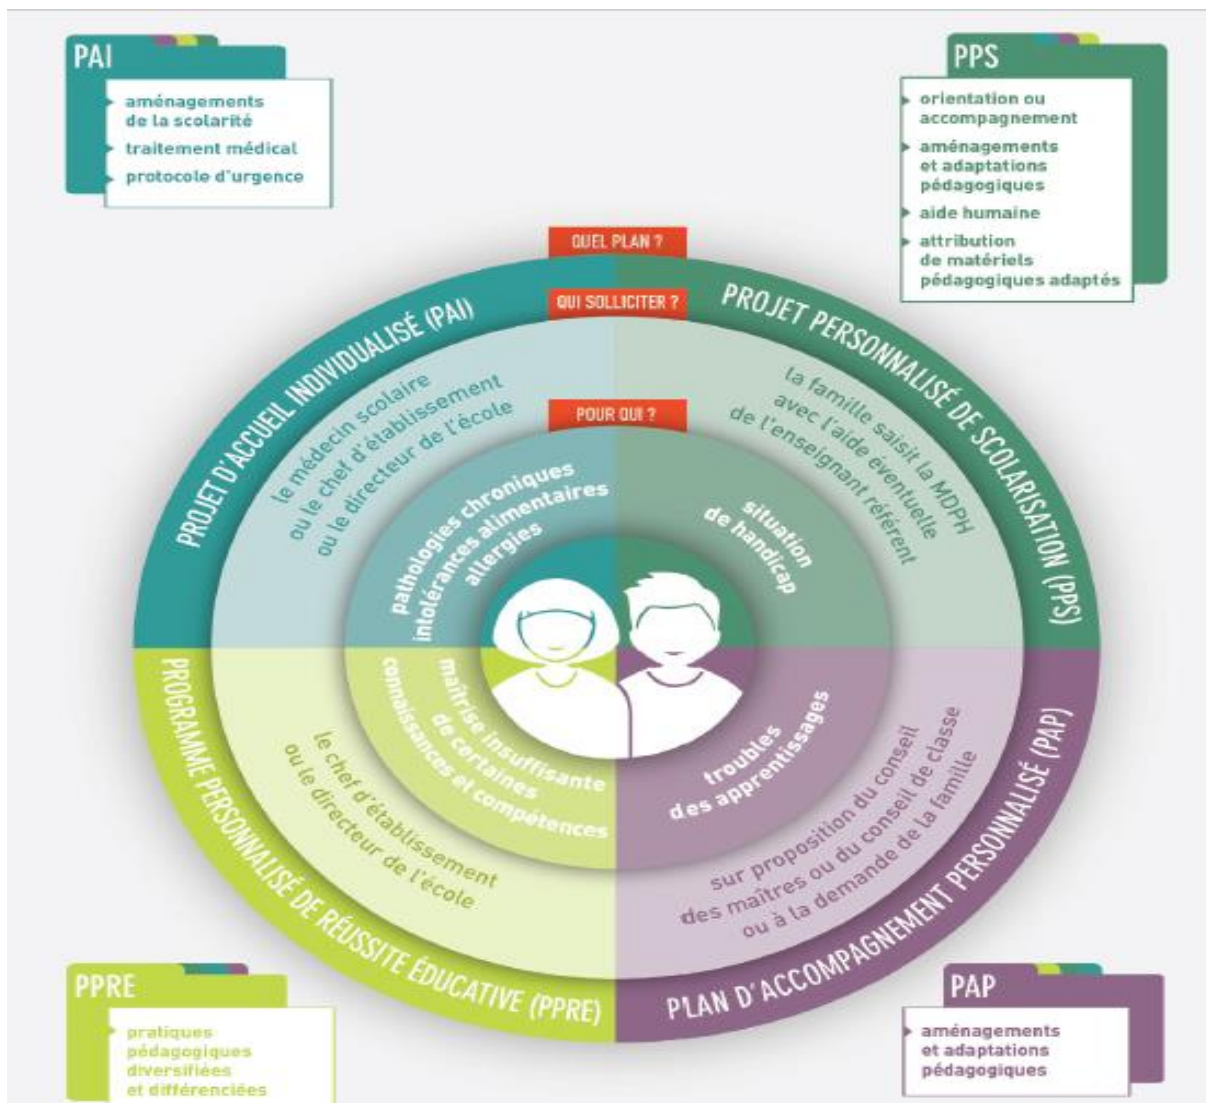 PAI
aménagements
de la scolarité
traitement médical
protocole d'urgence
PPS
orientation ou
accompagnement
aménagements
et adaptations
pédagogiques
aide humaine
attribution
de matériels
pédagogiques adaptés
QUEL PLAN ?
PROJET D'ACCUEIL INDIVIDUALISÉ (PAI)
PROJET PERSONNALISÉ DE SCOLARISATION (PPS)
QUI SOLLICITER ?
le médecin scolaire
ou le chef d'établissement
ou le directeur de l'école
la famille saisit la MDPH
avec l'aide éventuelle
de l'enseignant référent
POUR QUI ?
pathologies chroniques
intolérances alimentaires
allergies
situation
de handicap
maîtrise insuffisante
de certaines
connaissances et compétences
troubles
des apprentissages
le chef d'établissement
ou le directeur de l'école
sur proposition du conseil
des maîtres ou du conseil de classe
ou à la demande de la famille
PROGRAMME PERSONNALISÉ DE RÉUSSITE ÉDUCATIVE (PPRE)
PLAN D'ACCOMPAGNEMENT PERSONNALISÉ (PAP)
PPRE
pratiques
pédagogiques
diversifiées
et différenciées
PAP
aménagements
et adaptations
pédagogiques